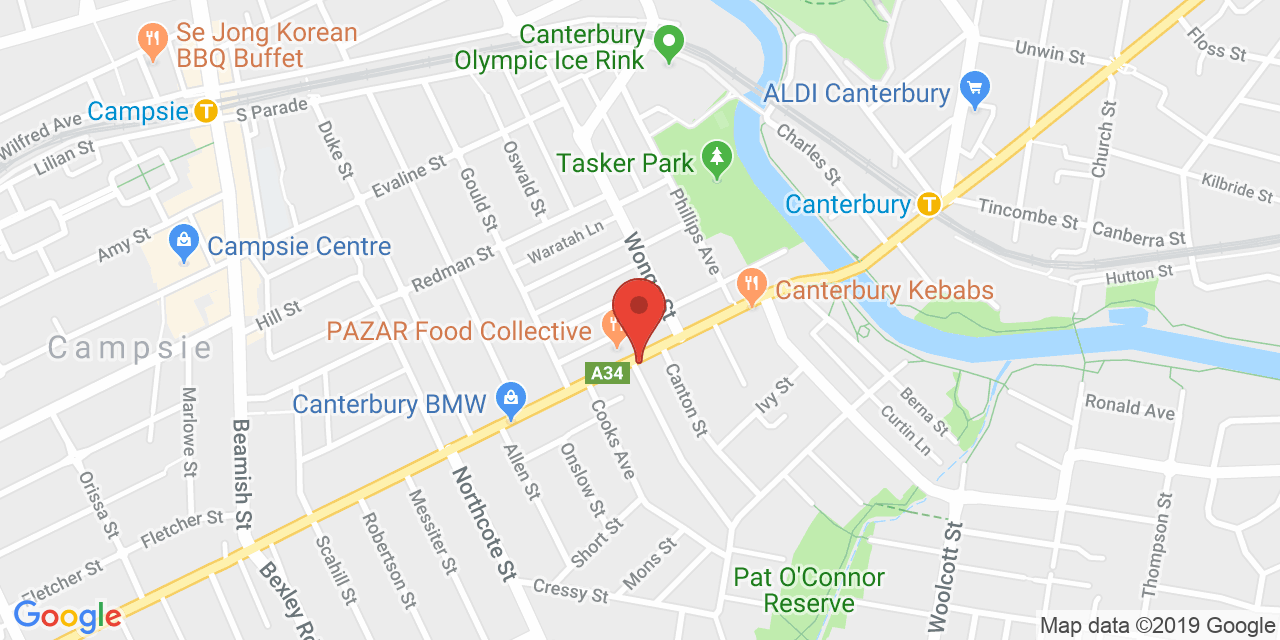 Se Jong Korean
BBQ Buffet
Canterbury
Olympic Ice Rink
Unwin St
Floss St
Campsie T
S Parade
ALDI Canterbury
Wilfred Ave
Lilian St
Duke St
Evaline St
Oswald St
Gould St
Tasker Park
Charles St
Church St
Kilbride St
Canterbury T
Tincombe St
Canberra St
Phillips Ave
Waratah Ln
Amy St
Campsie Centre
Redman St
Hutton St
Canterbury Kebabs
Hill St
PAZAR Food Collective
Campsie
A34
Canterbury BMW
Canton St
Ivy St
Berna St
Curtin Ln
Ronald Ave
Marlowe St
Beamish St
Cooks Ave
Allen St
Onslow St
Northcote St
Orissa St
Messiter St
Robertson St
Fletcher St
Scahill St
Short St
Mons St
Woolcott St
Thompson St
Fletcher St
Bexley Ro
Cressy St
Pat O'Connor
Reserve
Google
Map data ©2019 Google